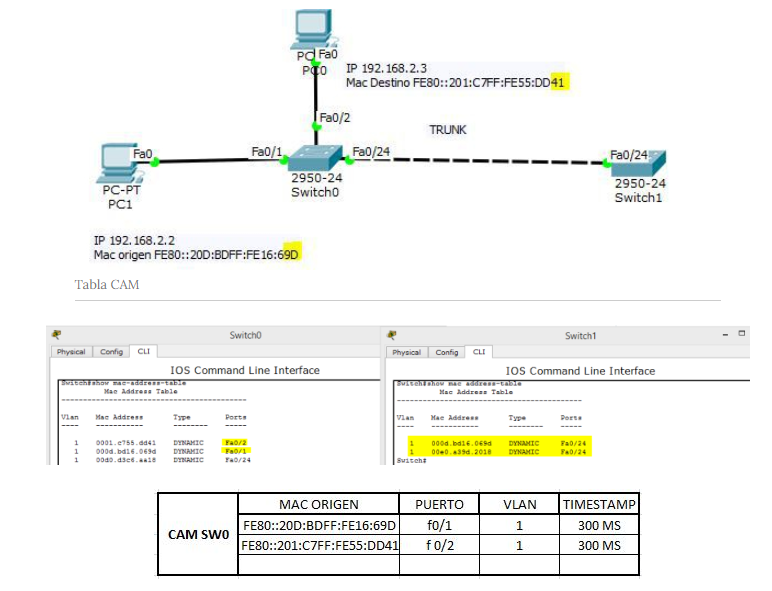 PC Fa0
PC0
IP 192.168.2.3
Mac Destino FE80::201:C7FF:FE55:DD41
Fa0/2
TRUNK
Fa0
Fa0/1
Fa0/24
Fa0/24
PC-PT
PC1
2950-24
Switch0
2950-24
Switch1
IP 192.168.2.2
Mac origen FE80::20D:BDFF:FE16:69D
Tabla CAM
Switch0
Physical Config CLI
IOS Command Line Interface
Switch#show mac-address-table
Mac Address Table
Vlan Mac Address Type Ports
1 0001.c755.dd41 DYNAMIC Fa0/2
1 000d.bd16.069d DYNAMIC Fa0/1
1 00d0.d3c6.aa18 DYNAMIC Fa0/24
Switch1
Physical Config CLI
IOS Command Line Interface
Switch#show mac address-table
Mac Address Table
Vlan Mac Address Type Ports
1 000d.bd16.069d DYNAMIC Fa0/24
1 00e0.a39d.2018 DYNAMIC Fa0/24
Switch#
CAM SW0
MAC ORIGEN PUERTO VLAN TIMESTAMP
FE80::20D:BDFF:FE16:69D f0/1 1 300 MS
FE80::201:C7FF:FE55:DD41 f 0/2 1 300 MS